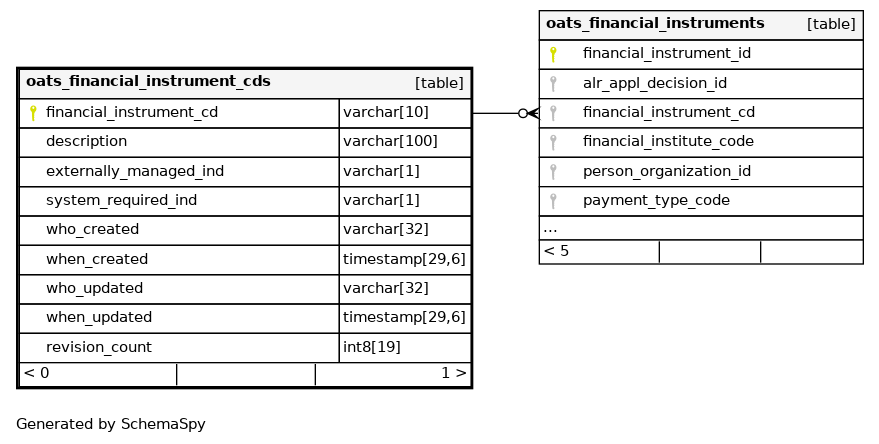 oats_financial_instruments [table]
financial_instrument_id
alr_appl_decision_id
financial_instrument_cd
financial_institute_code
person_organization_id
payment_type_code
...
< 5
oats_financial_instrument_cds [table]
financial_instrument_cd varchar[10]
description varchar[100]
externally_managed_ind varchar[1]
system_required_ind varchar[1]
who_created varchar[32]
when_created timestamp[29,6]
who_updated varchar[32]
when_updated timestamp[29,6]
revision_count int8[19]
< 0 1 >
Generated by SchemaSpy